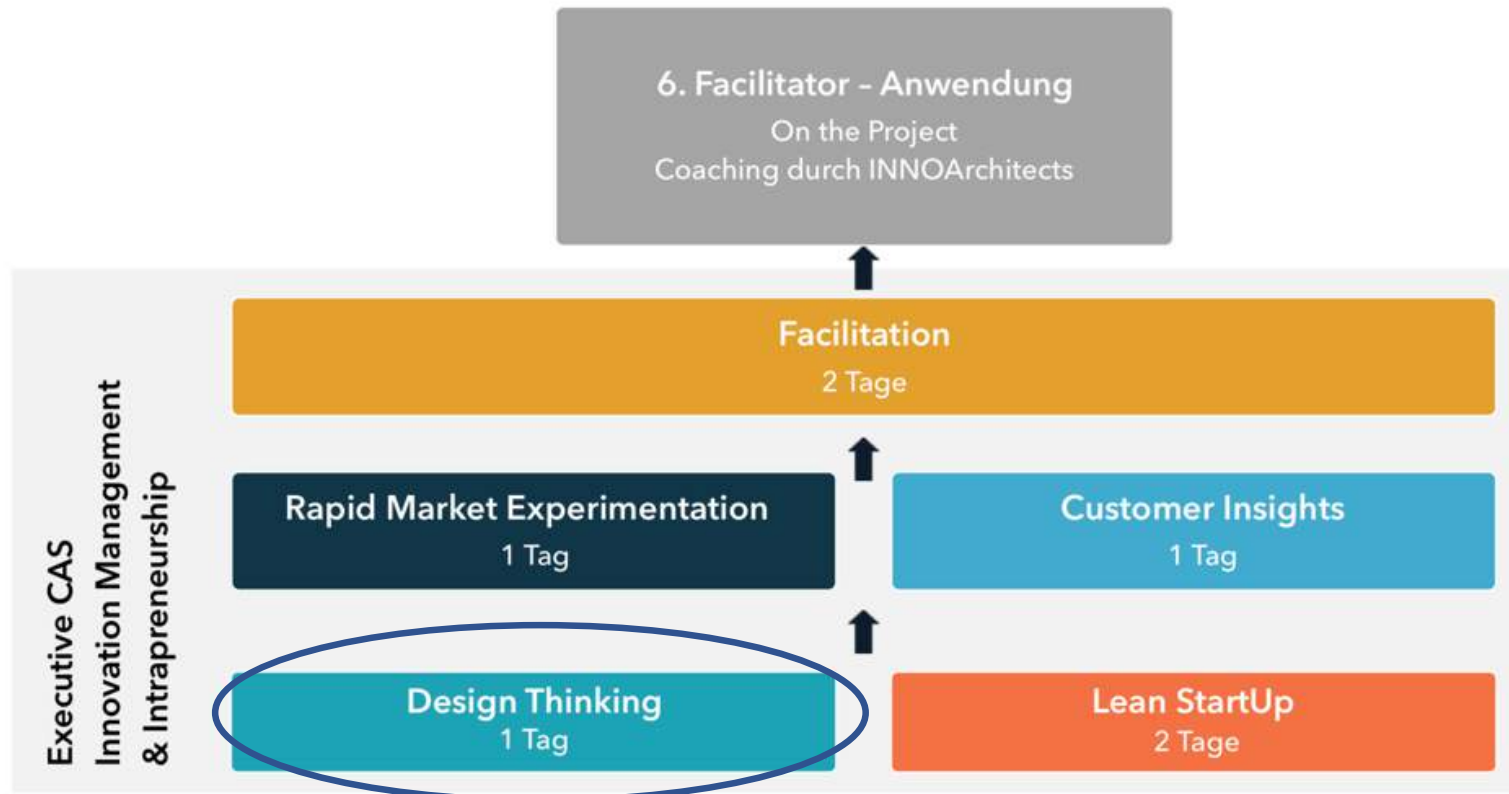 6. Facilitator – Anwendung
On the Project
Coaching durch INNOArchitects
Executive CAS
Innovation Management
& Intrapreneurship
Facilitation
2 Tage
Rapid Market Experimentation
1 Tag
Customer Insights
1 Tag
Design Thinking
1 Tag
Lean StartUp
2 Tage